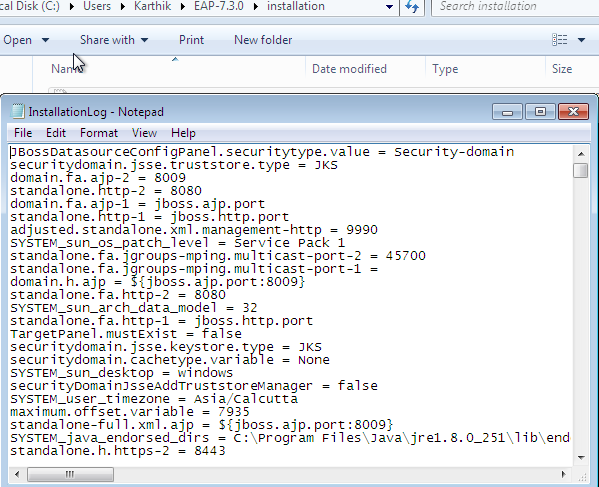 cal Disk (C:) Users Karthik EAP-7.3.0 installation Search installation
Open Share with Print New folder
Name Date modified Type Size
InstallationLog - Notepad
File Edit Format View Help
JBossDatasourceConfigPanel.securitytype.value = Security-domain
securitydomain.jsse.truststore.type = JKS
domain.fa.ajp-2 = 8009
standalone.http-2 = 8080
domain.fa.ajp-1 = jboss.ajp.port
standalone.http-1 = jboss.http.port
adjusted.standalone.xml.management-http = 9990
SYSTEM_sun_os_patch_level = Service Pack 1
standalone.fa.jgroups-mping.multicast-port-2 = 45700
standalone.fa.jgroups-mping.multicast-port-1 =
domain.h.ajp = ${jboss.ajp.port:8009}
standalone.fa.http-2 = 8080
SYSTEM_sun_arch_data_model = 32
standalone.fa.http-1 = jboss.http.port
TargetPanel.mustExist = false
securitydomain.jsse.keystore.type = JKS
securitydomain.cachetype.variable = None
SYSTEM_sun_desktop = windows
securityDomainJsseAddTruststoreManager = false
SYSTEM_user_timezone = Asia/Calcutta
maximum.offset.variable = 7935
standalone-full.xml.ajp = ${jboss.ajp.port:8009}
SYSTEM_java_endorsed_dirs = C:\Program Files\Java\jre1.8.0_251\lib\end
standalone.h.https-2 = 8443